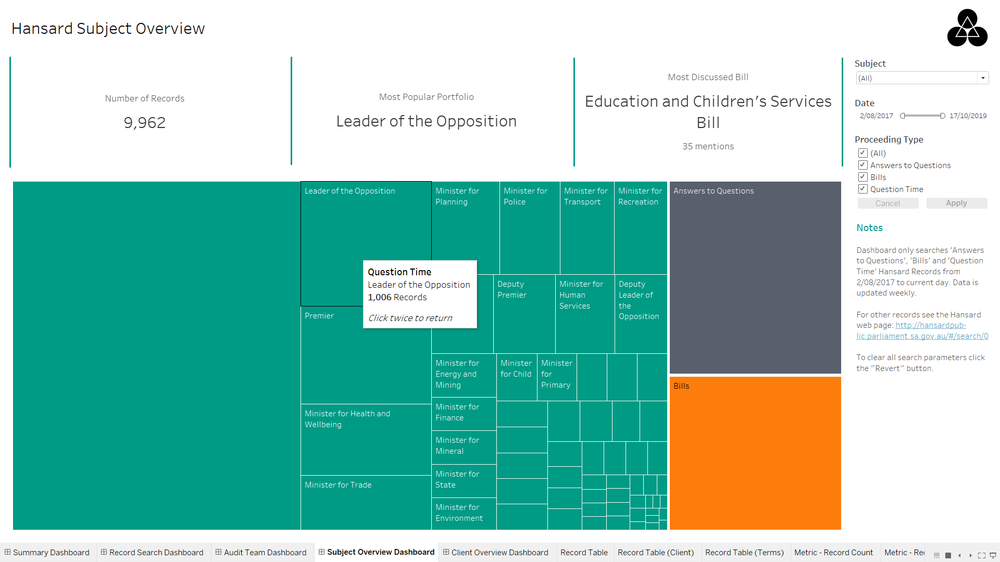 Hansard Subject Overview
Number of Records
9,962
Most Popular Portfolio
Leader of the Opposition
Most Discussed Bill
Education and Children's Services
Bill
35 mentions
Subject
(All)
Date
2/08/2017
17/10/2019
Proceeding Type
(All)
Answers to Questions
Bills
Question Time
Cancel
Apply
Notes
Dashboard only searches 'Answers
to Questions', 'Bills' and 'Question
Time' Hansard Records from
2/08/2017 to current day. Data is
updated weekly.
For other records see the Hansard
web page: http://hansardpub-
lic.parliament.sa.gov.au/#/search/0
To clear all search parameters click
the "Revert" button.
Leader of the Opposition
Minister for
Planning
Minister for
Police
Minister for
Transport
Minister for
Recreation
Answers to Questions
Question Time
Leader of the Opposition
1,006 Records
Click twice to return
Deputy
Premier
Minister for
Human
Services
Deputy
Leader of
the
Opposition
Premier
Minister for
Energy and
Mining
Minister
for Child
Minister
for
Primary
Bills
Minister for Health and
Wellbeing
Minister for
Finance
Minister for
Mineral
Minister for Trade
Minister for
State
Minister for
Environment
Summary Dashboard
Record Search Dashboard
Audit Team Dashboard
Subject Overview Dashboard
Client Overview Dashboard
Record Table
Record Table (Client)
Record Table (Terms)
Metric - Record Count
Metric - Rec